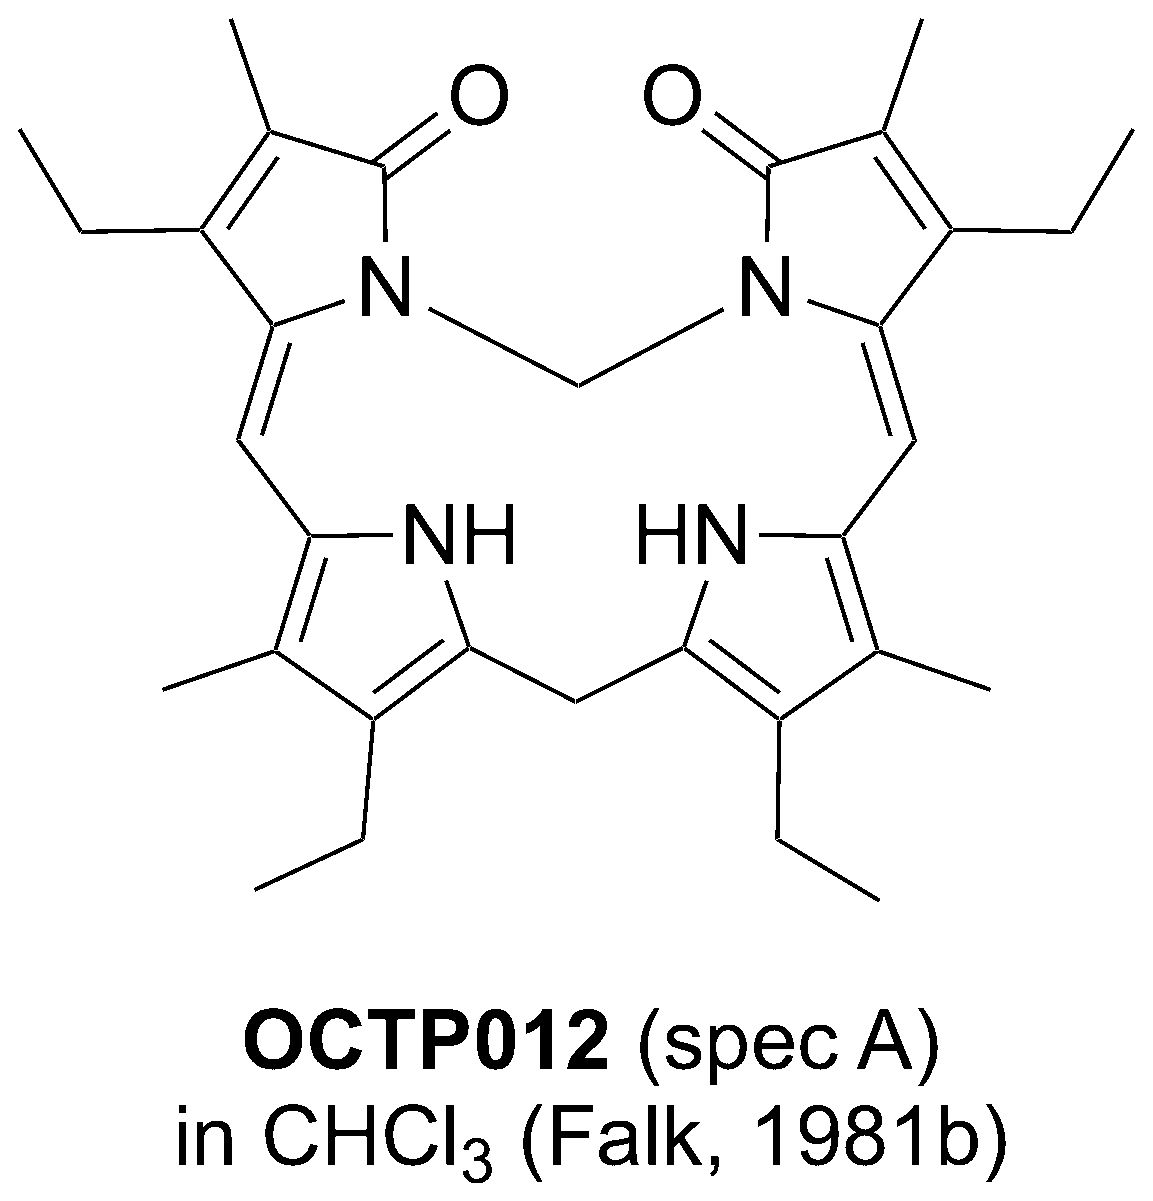 O O
N N
NH HN
OCTP012 (spec A)
in CHCl₃ (Falk, 1981b)